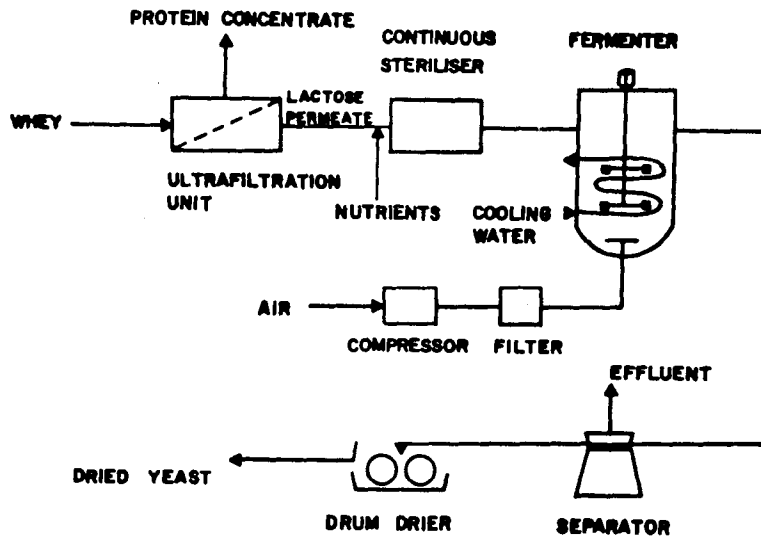 PROTEIN CONCENTRATE
CONTINUOUS
STERILISER
FERMENTER
WHEY
LACTOSE
PERMEATE
ULTRAFILTRATION
UNIT
NUTRIENTS
COOLING
WATER
AIR
COMPRESSOR
FILTER
EFFLUENT
DRIED YEAST
DRUM DRIER
SEPARATOR